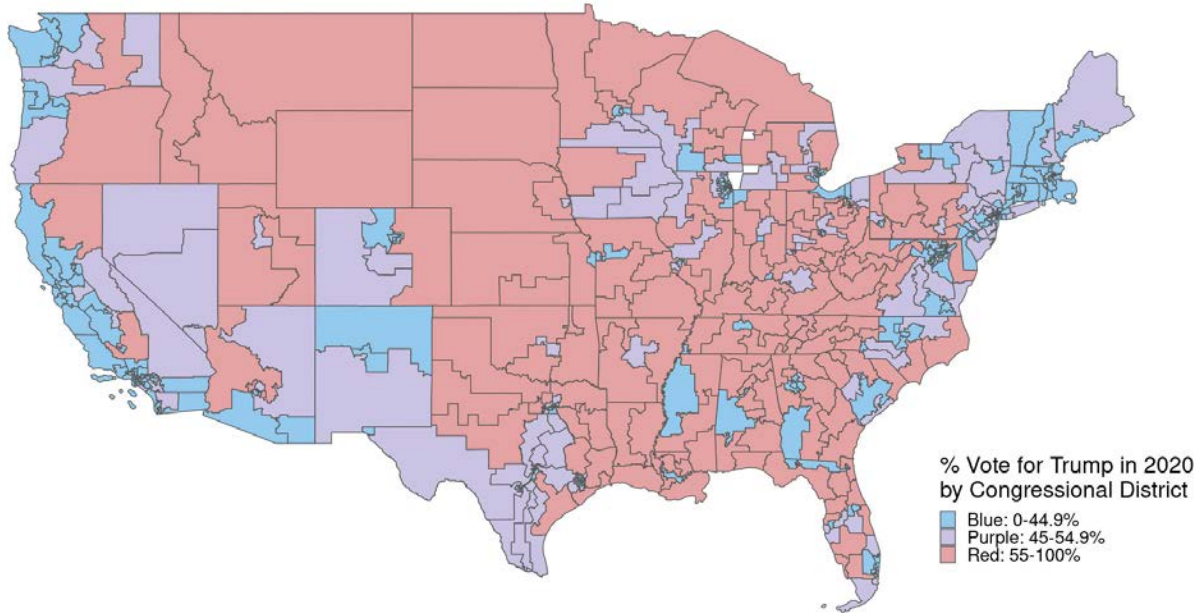 % Vote for Trump in 2020
by Congressional District
Blue: 0-44.9%
Purple: 45-54.9%
Red: 55-100%